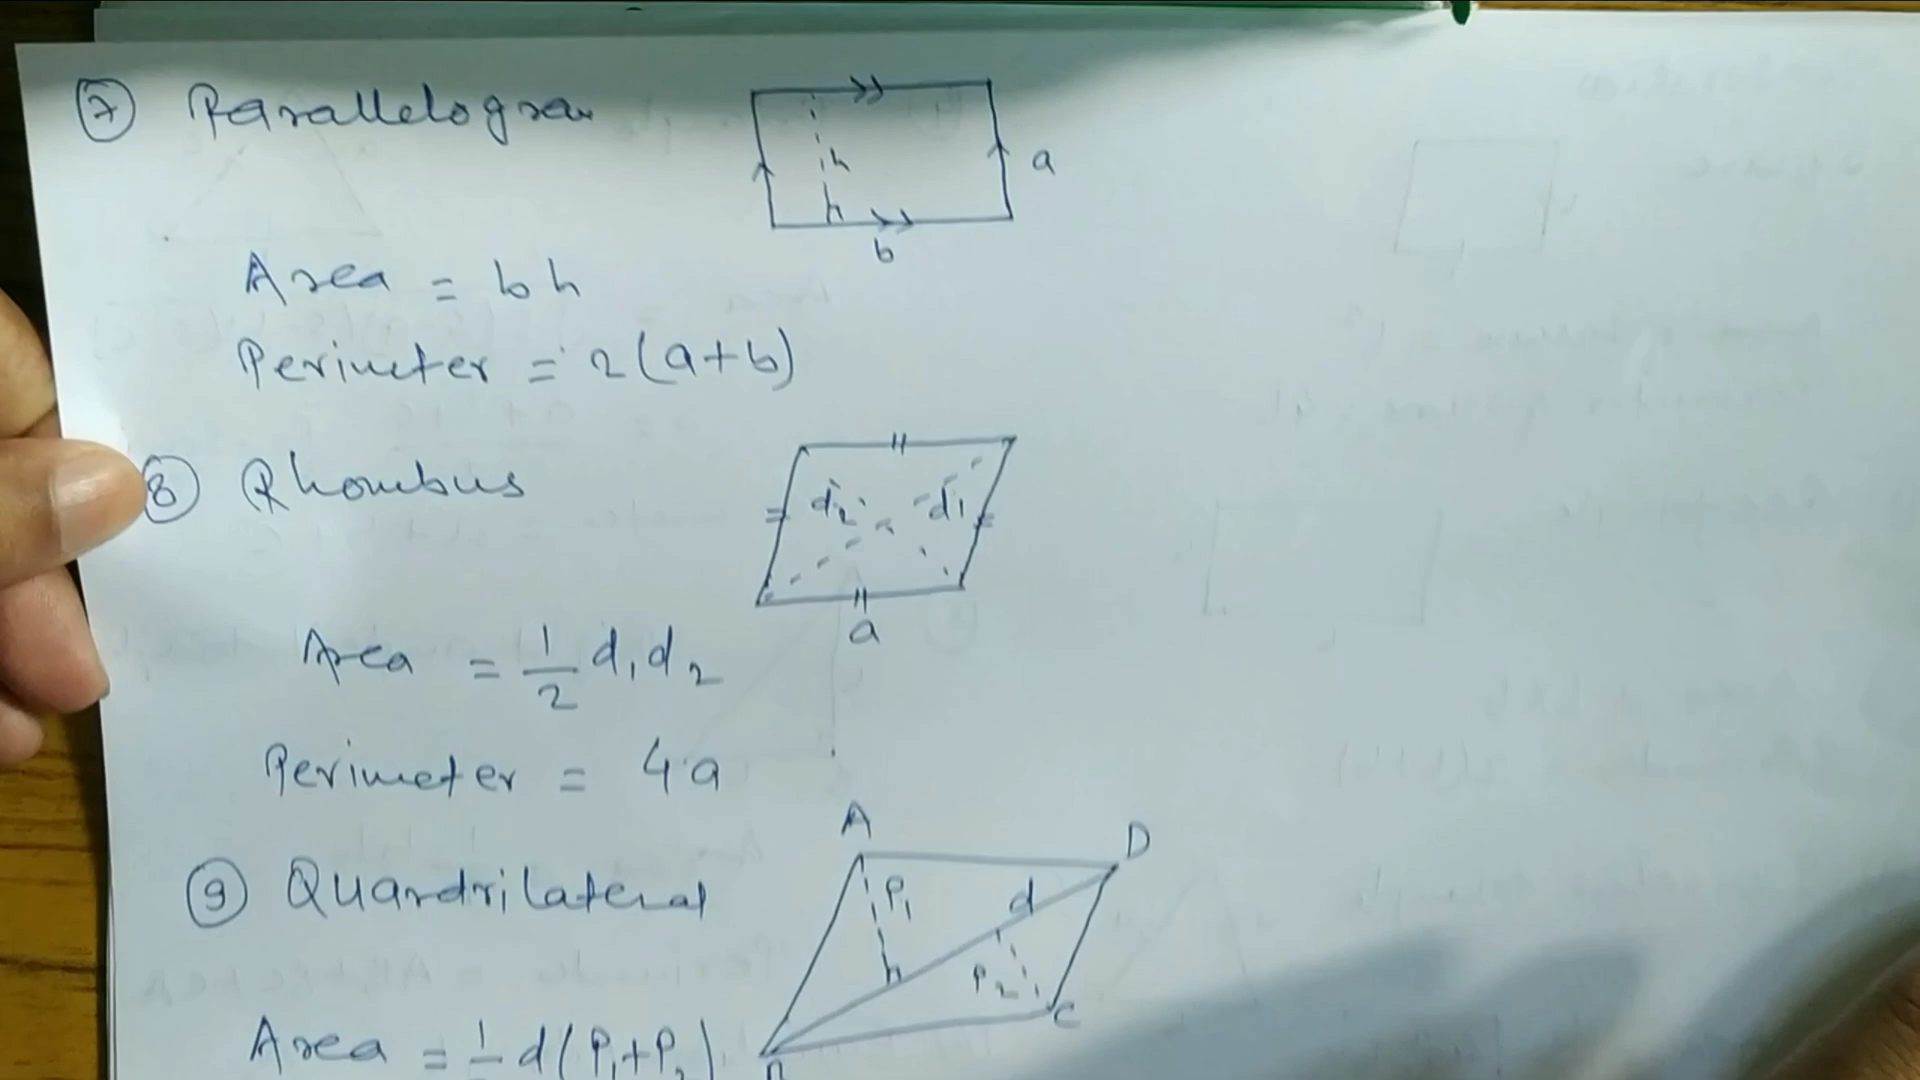 ⑦ Parallelogram
h
a
b
Area = bh
Perimeter = 2(a+b)
⑧ Rhombus
d₂ d₁
a
Area = 1/2 d₁d₂
Perimeter = 4a
A
D
⑨ Quardrilateral
P₁ d
P₂
C
Area = 1/2 d(P₁+P₂)
B